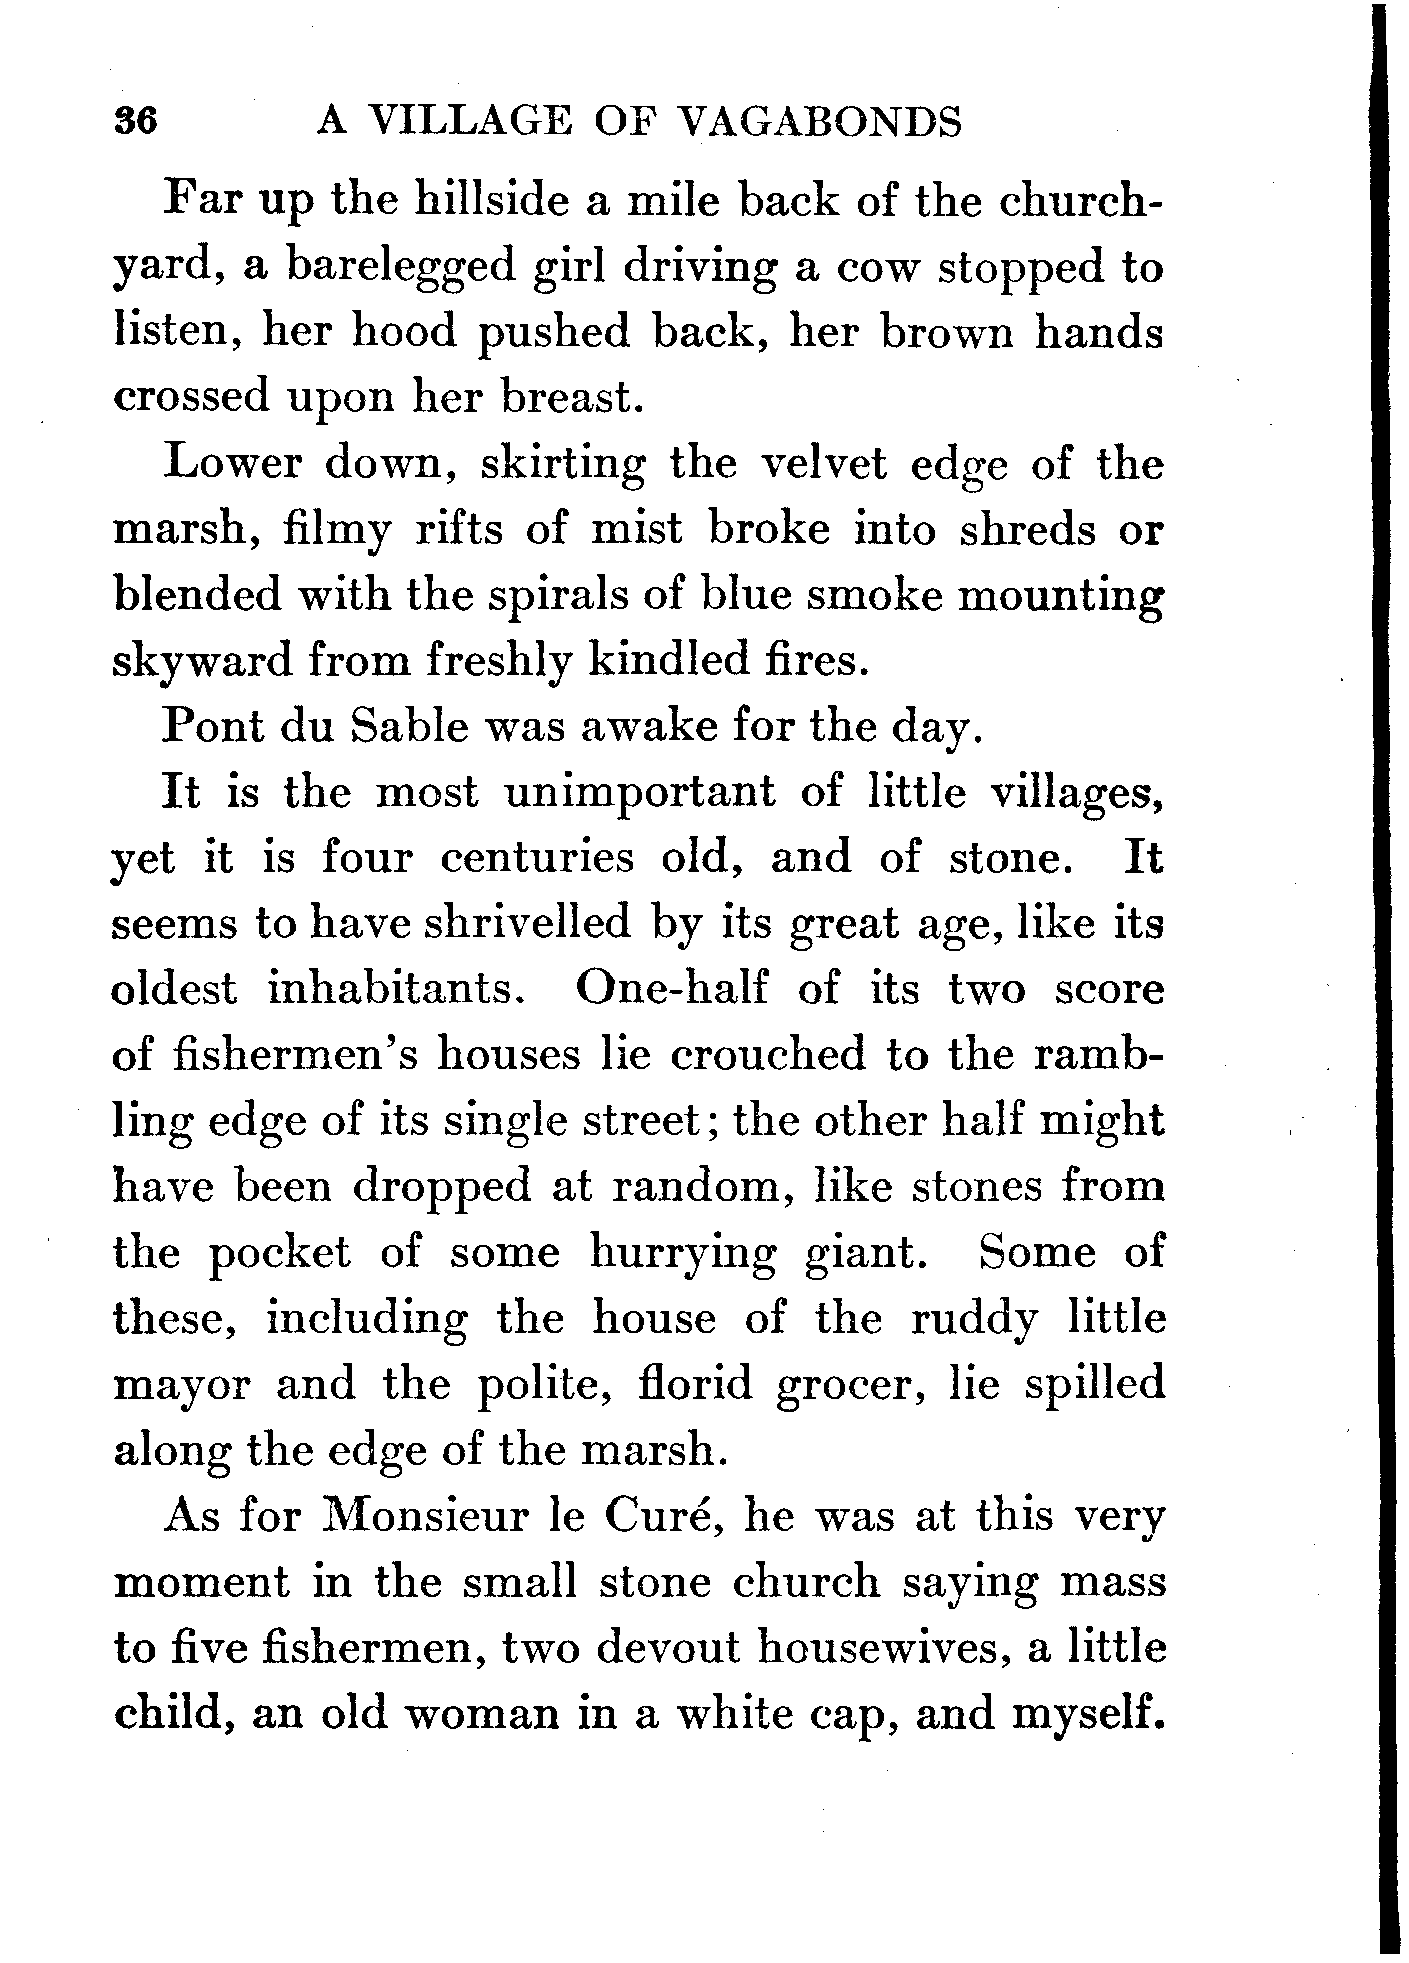 36 A VILLAGE OF VAGABONDS
Far up the hillside a mile back of the church-
yard, a barelegged girl driving a cow stopped to
listen, her hood pushed back, her brown hands
crossed upon her breast.
Lower down, skirting the velvet edge of the
marsh, filmy rifts of mist broke into shreds or
blended with the spirals of blue smoke mounting
skyward from freshly kindled fires.
Pont du Sable was awake for the day.
It is the most unimportant of little villages,
yet it is four centuries old, and of stone. It
seems to have shrivelled by its great age, like its
oldest inhabitants. One-half of its two score
of fishermen's houses lie crouched to the ramb-
ling edge of its single street; the other half might
have been dropped at random, like stones from
the pocket of some hurrying giant. Some of
these, including the house of the ruddy little
mayor and the polite, florid grocer, lie spilled
along the edge of the marsh.
As for Monsieur le Curé, he was at this very
moment in the small stone church saying mass
to five fishermen, two devout housewives, a little
child, an old woman in a white cap, and myself.